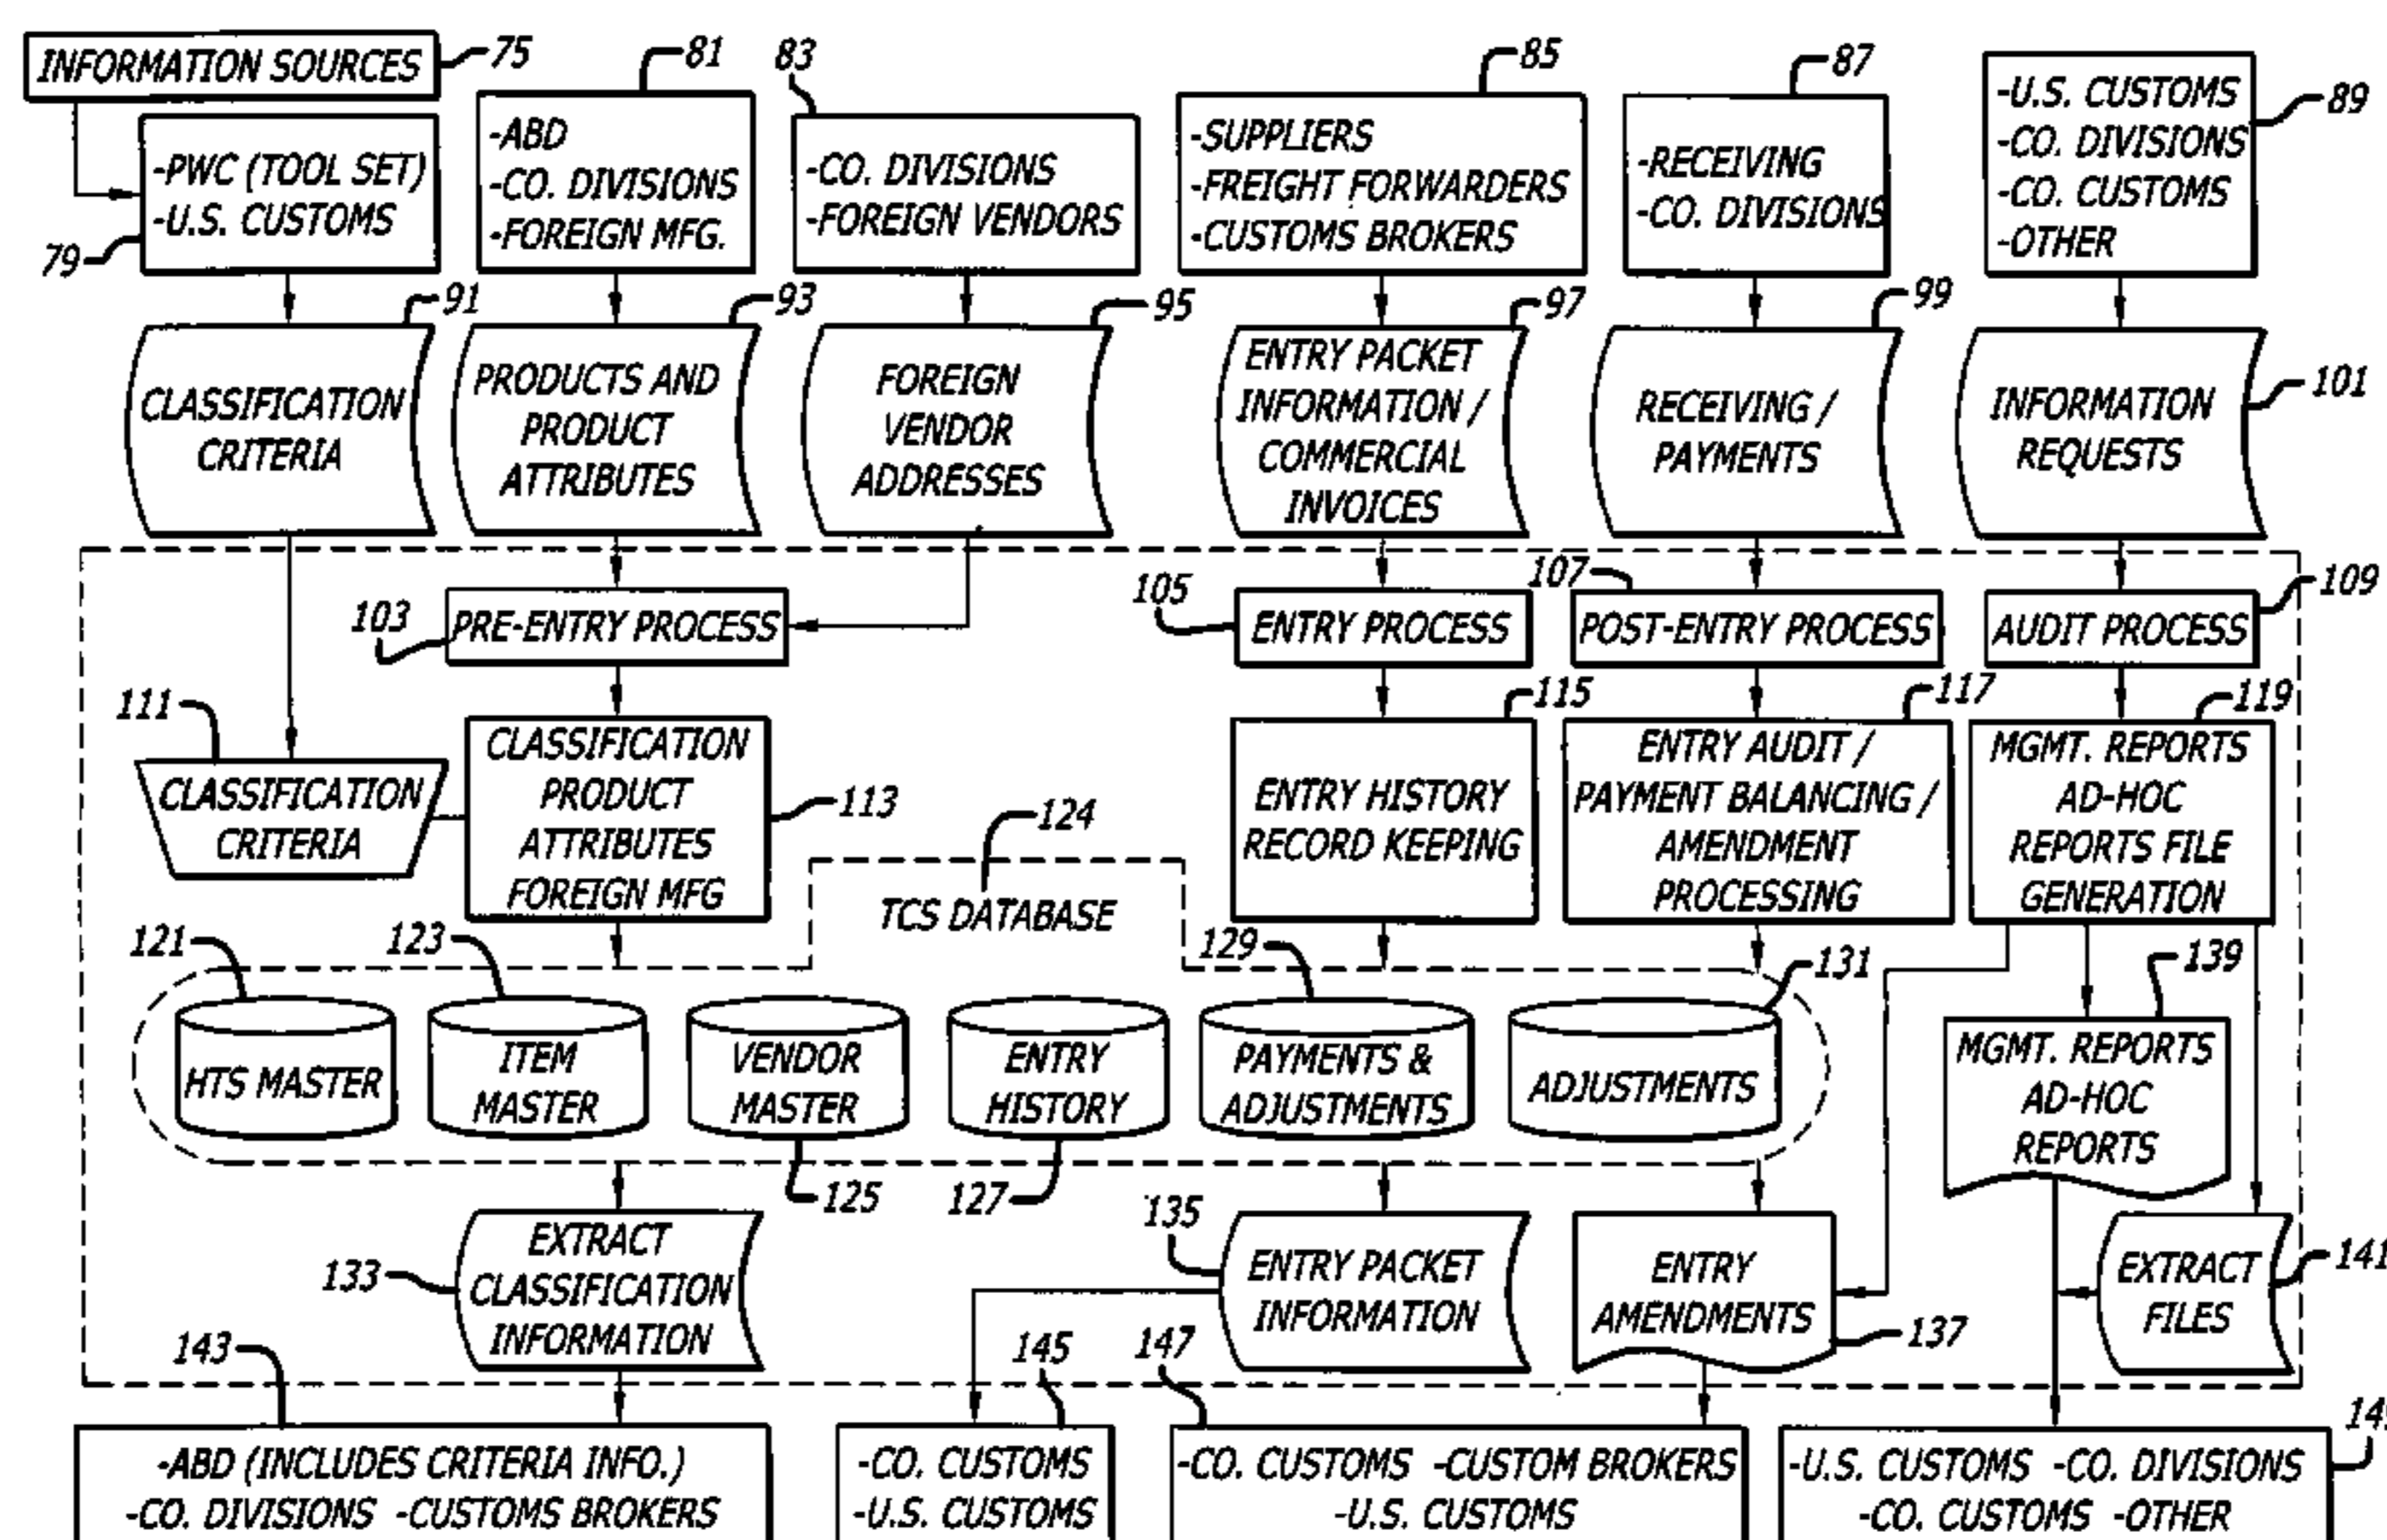 INFORMATION SOURCES
75
-PWC (TOOL SET)
-U.S. CUSTOMS
79
81
-ABD
-CO. DIVISIONS
-FOREIGN MFG.
83
-CO. DIVISIONS
-FOREIGN VENDORS
85
-SUPPLIERS
-FREIGHT FORWARDERS
-CUSTOMS BROKERS
87
-RECEIVING
-CO. DIVISIONS
89
-U.S. CUSTOMS
-CO. DIVISIONS
-CO. CUSTOMS
-OTHER
91
CLASSIFICATION
CRITERIA
93
PRODUCTS AND
PRODUCT
ATTRIBUTES
95
FOREIGN
VENDOR
ADDRESSES
97
ENTRY PACKET
INFORMATION /
COMMERCIAL
INVOICES
99
RECEIVING /
PAYMENTS
101
INFORMATION
REQUESTS
103
PRE-ENTRY PROCESS
105
ENTRY PROCESS
107
POST-ENTRY PROCESS
109
AUDIT PROCESS
111
CLASSIFICATION
CRITERIA
113
CLASSIFICATION
PRODUCT
ATTRIBUTES
FOREIGN MFG
115
ENTRY HISTORY
RECORD KEEPING
117
ENTRY AUDIT /
PAYMENT BALANCING /
AMENDMENT
PROCESSING
119
MGMT. REPORTS
AD-HOC
REPORTS FILE
GENERATION
124
TCS DATABASE
121
HTS MASTER
123
ITEM
MASTER
VENDOR
MASTER
125
ENTRY
HISTORY
127
129
PAYMENTS &
ADJUSTMENTS
131
ADJUSTMENTS
139
MGMT. REPORTS
AD-HOC
REPORTS
133
EXTRACT
CLASSIFICATION
INFORMATION
135
ENTRY PACKET
INFORMATION
ENTRY
AMENDMENTS
137
EXTRACT
FILES
141
143
-ABD (INCLUDES CRITERIA INFO.)
-CO. DIVISIONS -CUSTOMS BROKERS
145
-CO. CUSTOMS
-U.S. CUSTOMS
147
-CO. CUSTOMS -CUSTOM BROKERS
-U.S. CUSTOMS
-U.S. CUSTOMS -CO. DIVISIONS
-CO. CUSTOMS -OTHER